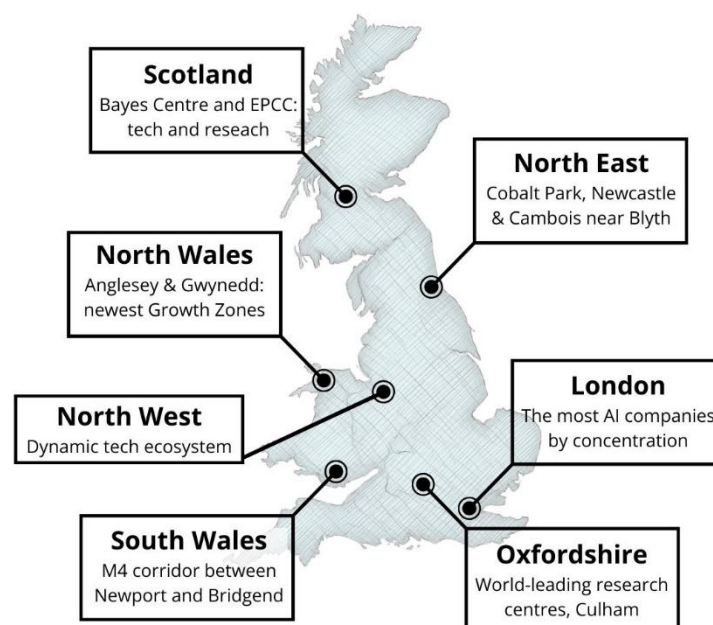 Scotland
Bayes Centre and EPCC:
tech and reseach
North East
Cobalt Park, Newcastle
& Cambois near Blyth
North Wales
Anglesey & Gwynedd:
newest Growth Zones
London
The most AI companies
by concentration
North West
Dynamic tech ecosystem
South Wales
M4 corridor between
Newport and Bridgend
Oxfordshire
World-leading research
centres, Culham